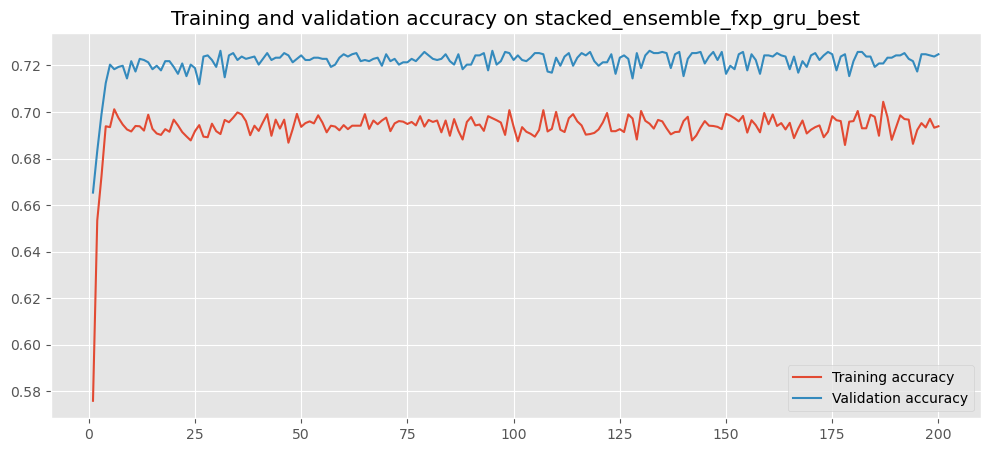 Training and validation accuracy on stacked_ensemble_fxp_gru_best
0.72
0.70
0.68
0.66
0.64
0.62
0.60
0.58
Training accuracy
Validation accuracy
0 25 50 75 100 125 150 175 200